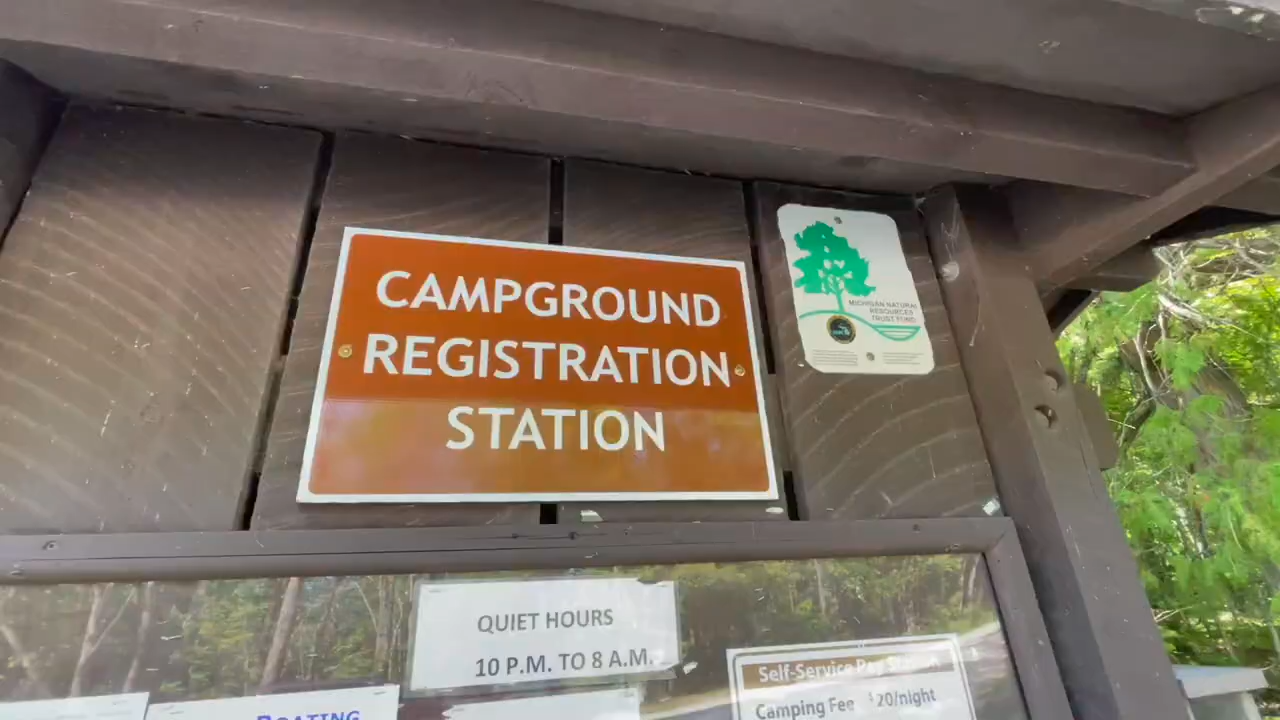 CAMPGROUND
REGISTRATION
STATION
MICHIGAN NATURAL
RESOURCES
TRUST FUND
QUIET HOURS
10 P.M. TO 8 A.M.
Self-Service Pay Station
Camping Fee $20/night
BOATING